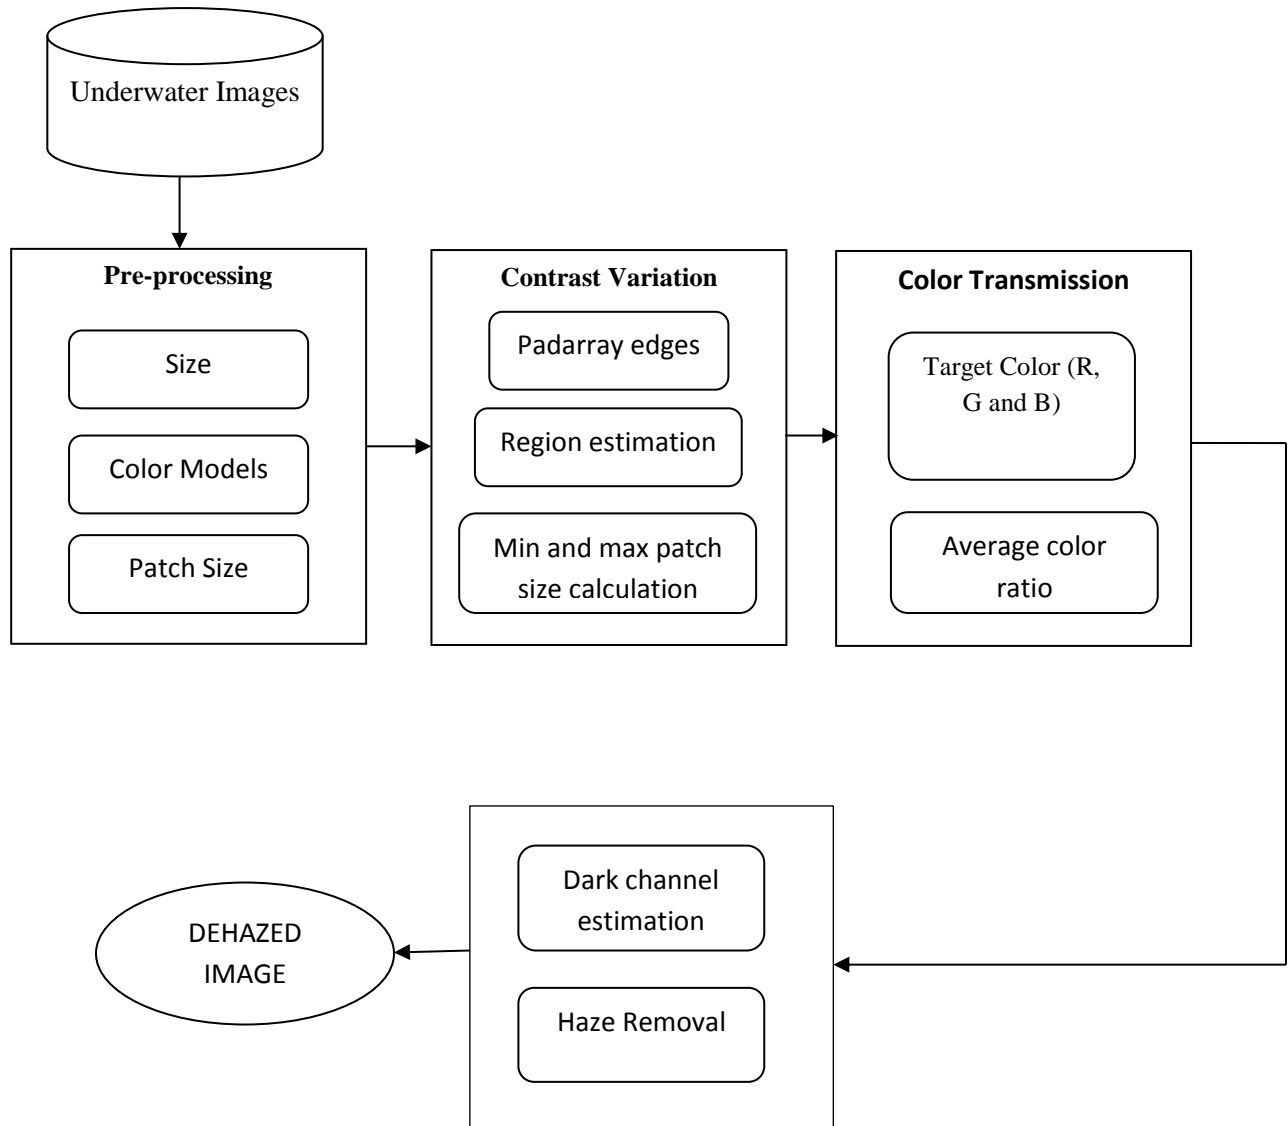 Underwater Images
Pre-processing
Size
Color Models
Patch Size
Contrast Variation
Padarray edges
Region estimation
Min and max patch
size calculation
Color Transmission
Target Color (R,
G and B)
Average color
ratio
Dark channel
estimation
Haze Removal
DEHAZED
IMAGE